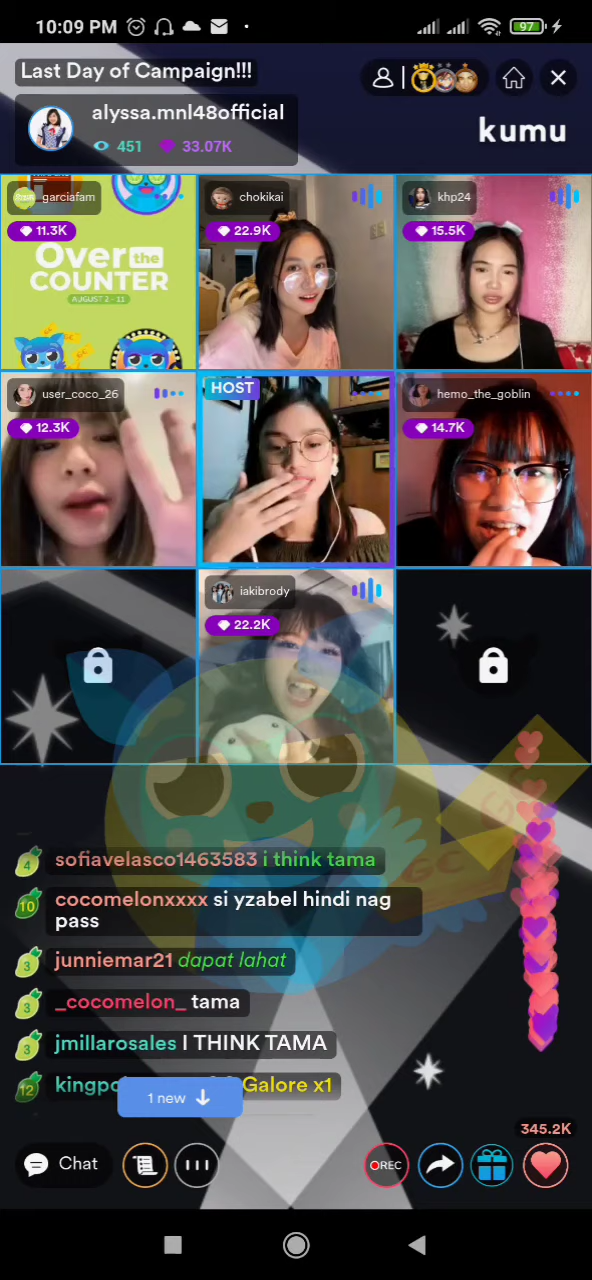 10:09 PM
97
Last Day of Campaign!!!
alyssa.mnl48official
451 33.07K
kumu
garciafam
11.3K
Over the
COUNTER
AUGUST 2 - 11
chokikai
22.9K
khp24
15.5K
user_coco_26
12.3K
HOST
hemo_the_goblin
14.7K
iakibrody
22.2K
4 sofiavelasco1463583 i think tama
10 cocomelonxxxx si yzabel hindi nag
pass
3 junniemar21 dapat lahat
3 _cocomelon_ tama
3 jmillarosales I THINK TAMA
12 Galore x1
1 new
GC
345.2K
Chat
REC